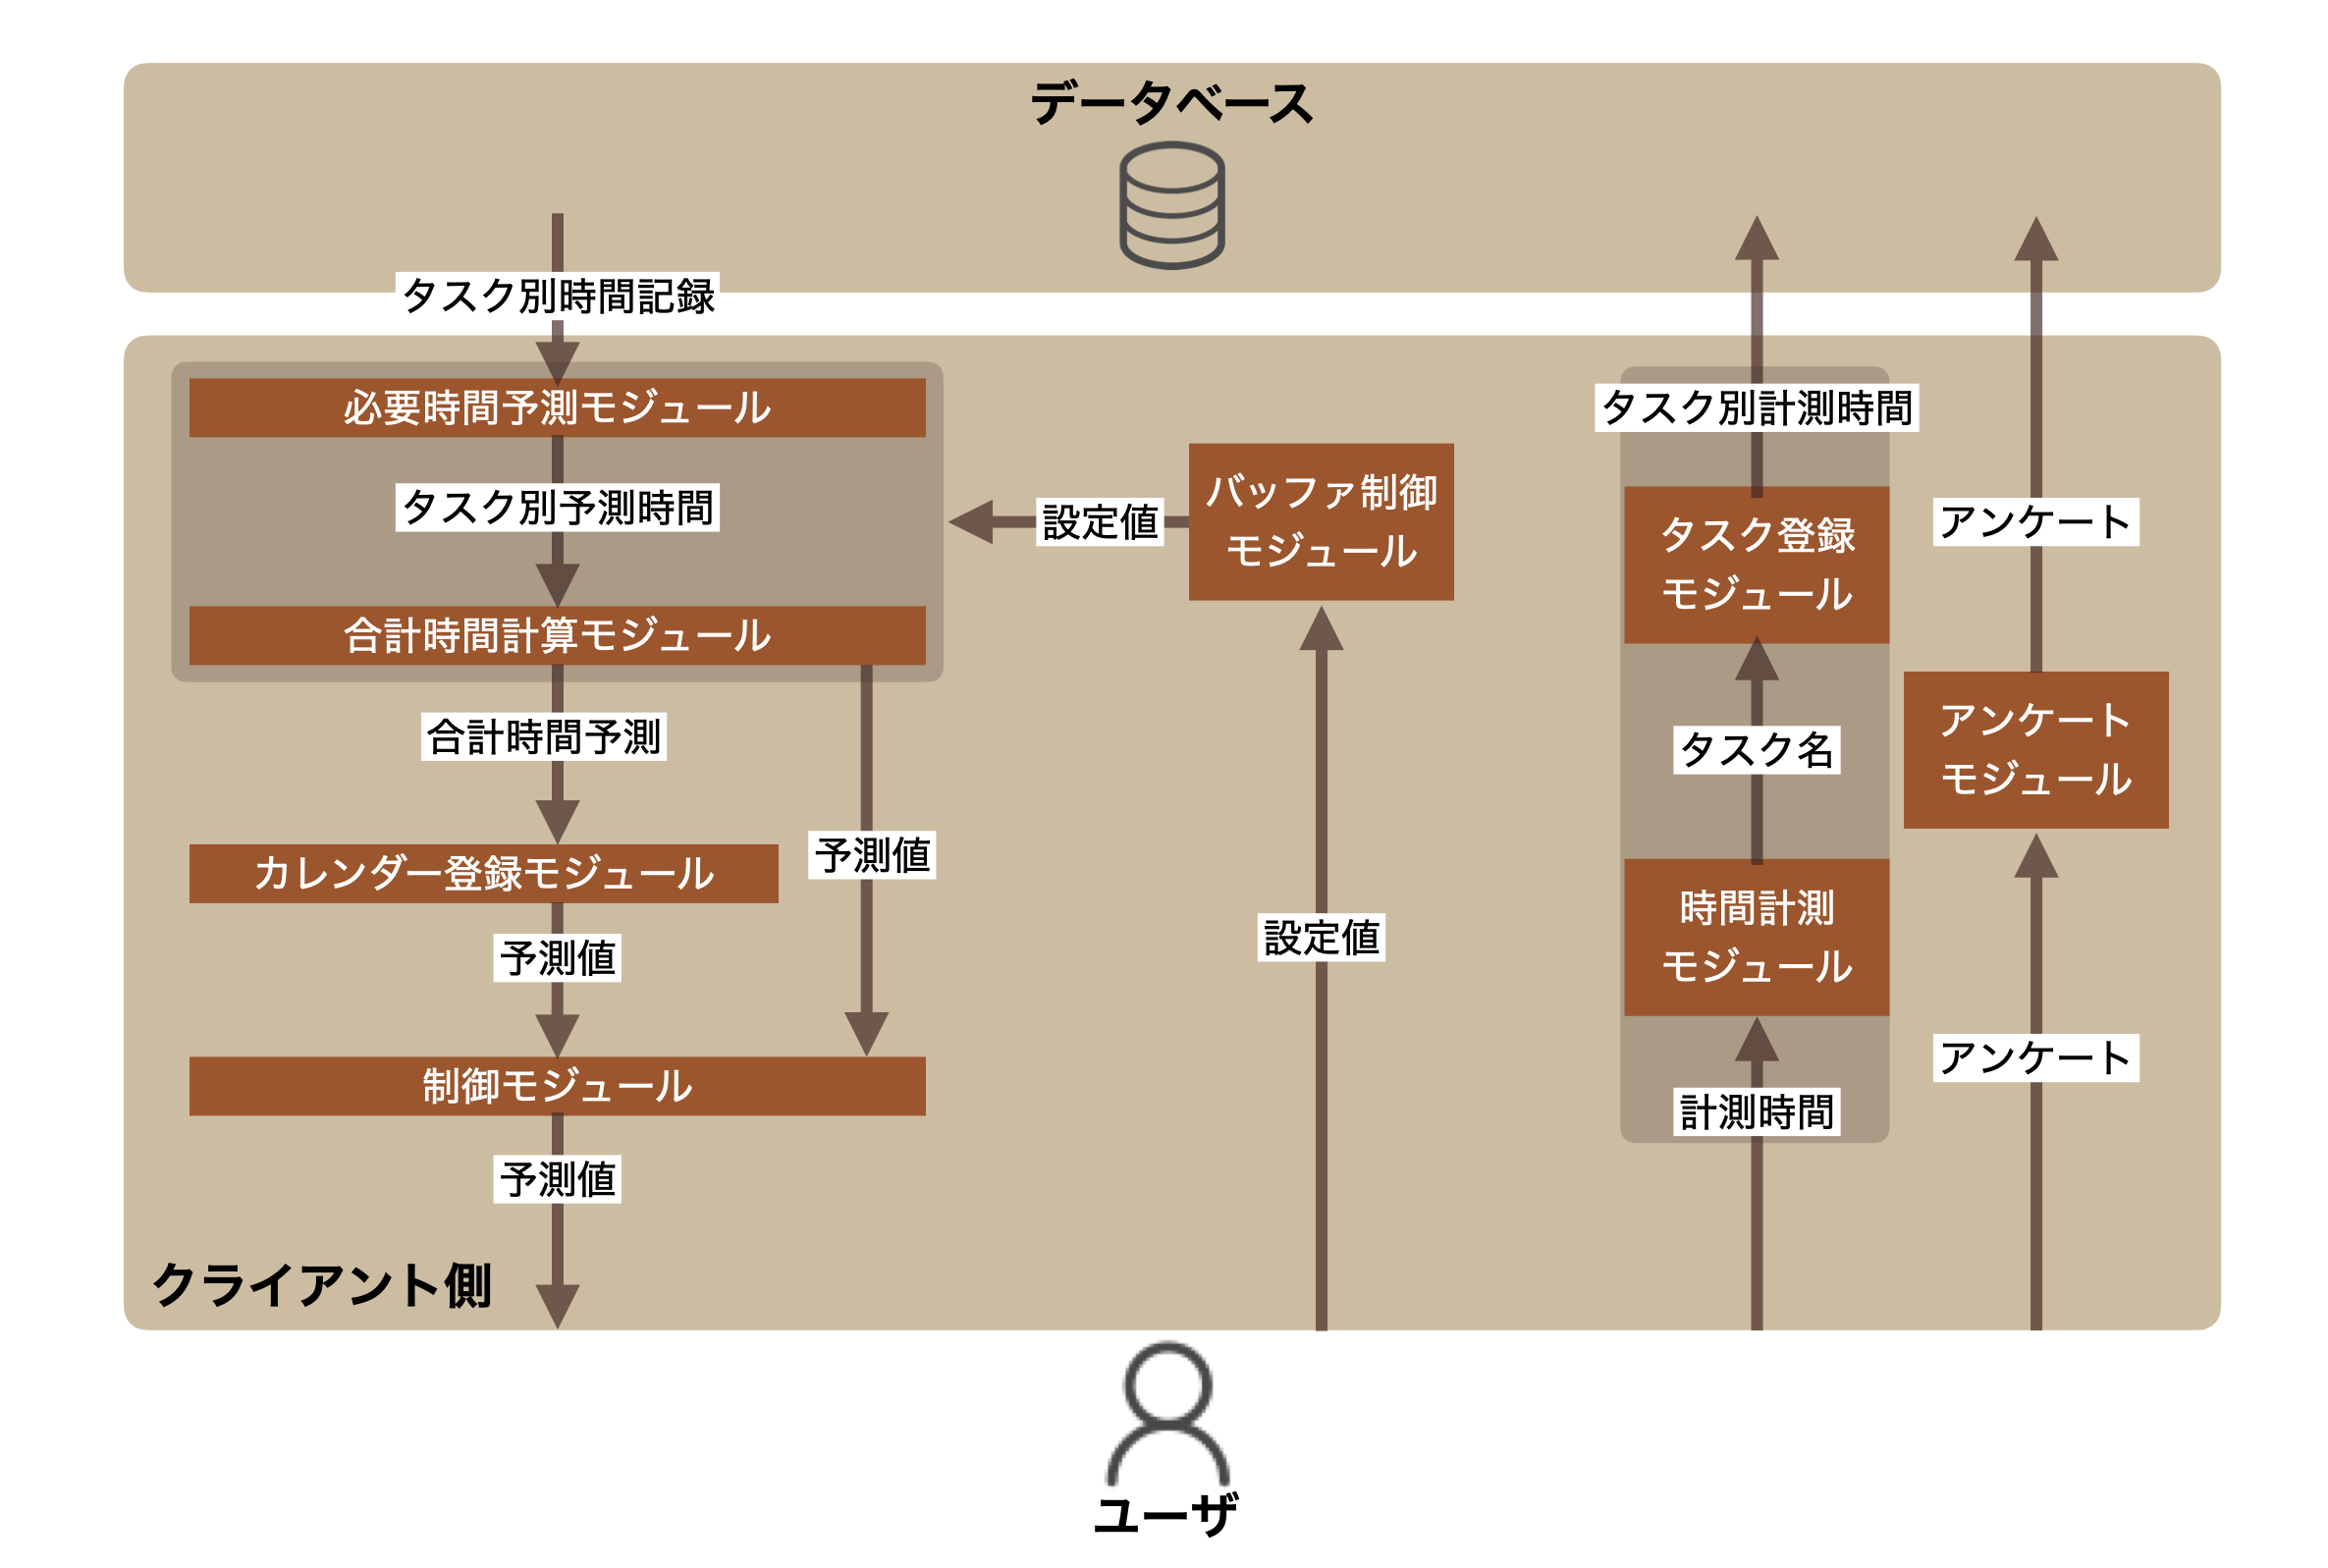 データベース
タスク別時間記録
必要時間予測モジュール
タスク別予測時間
合計時間計算モジュール
合計時間予測
カレンダー登録モジュール
予測値
予測値
制御モジュール
予測値
設定値
バッファ制御
モジュール
設定値
タスク別計測時間
タスク登録
モジュール
タスク名
時間計測
モジュール
計測時間
アンケート
アンケート
モジュール
アンケート
クライアント側
ユーザ